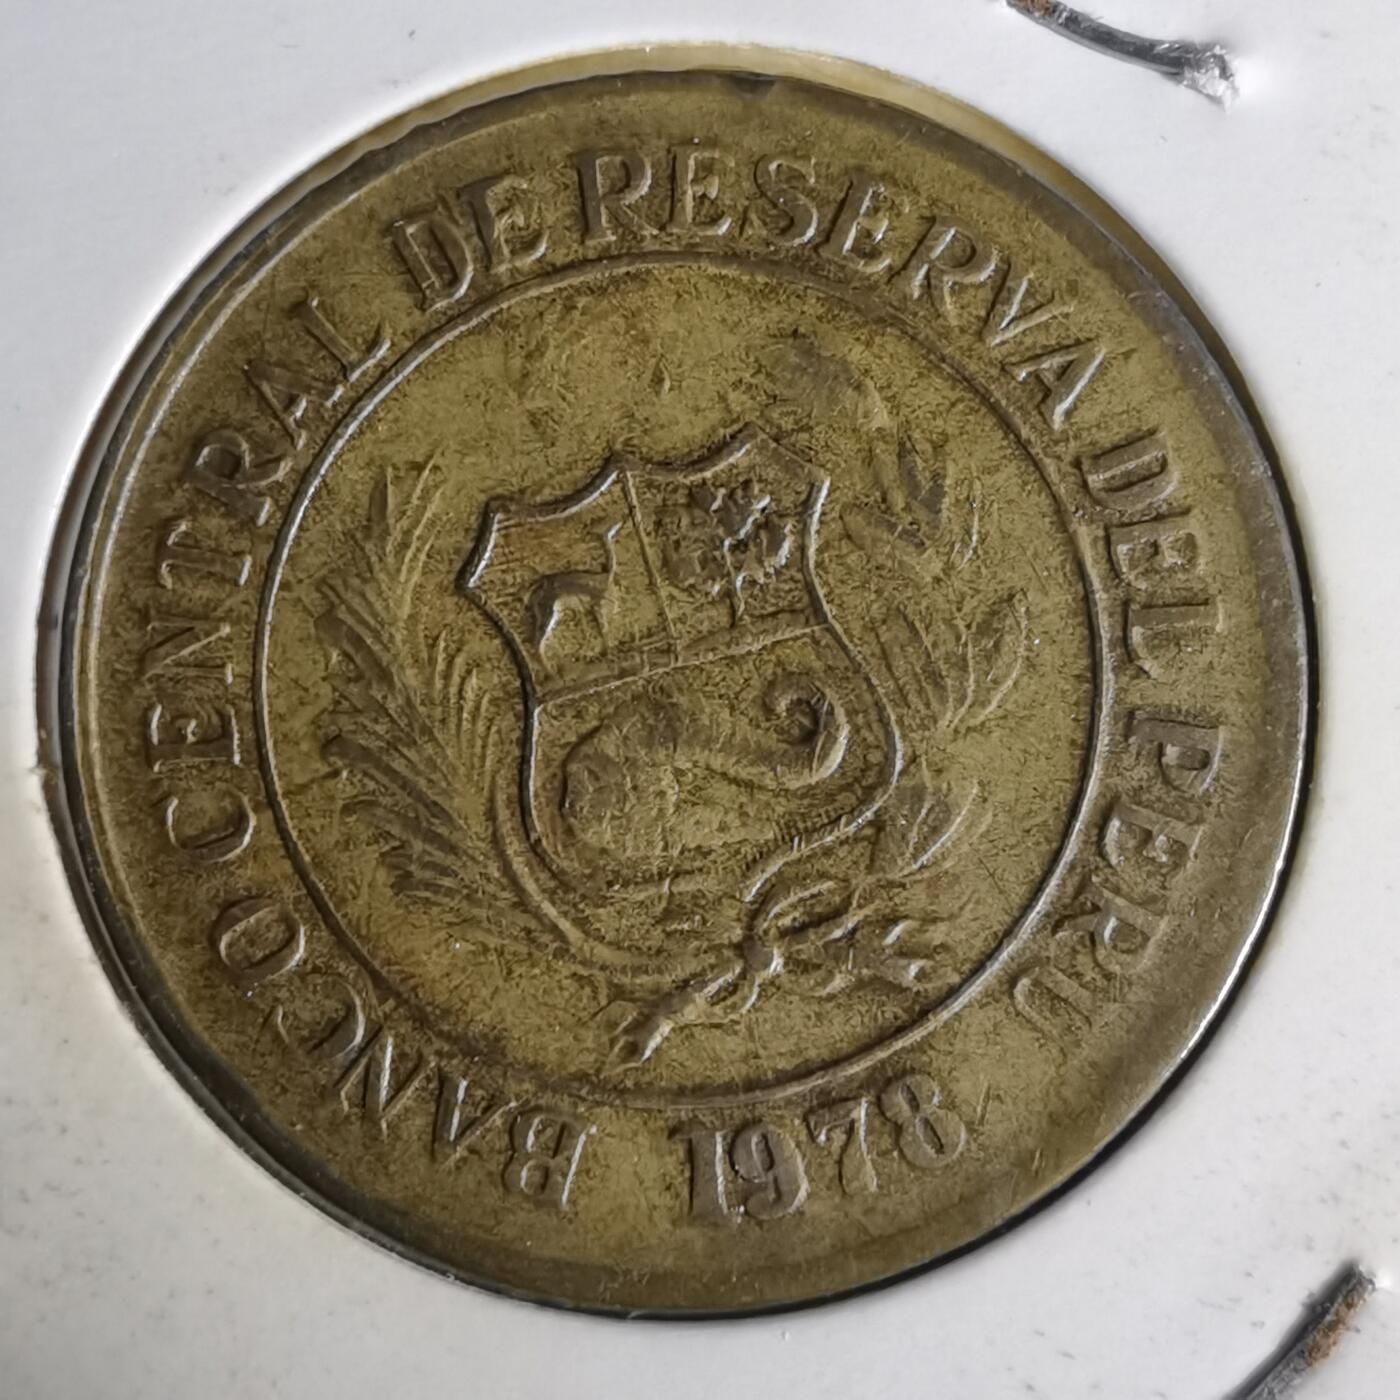 BANCO CENTRAL DE RESERVA DEL PERU
1978